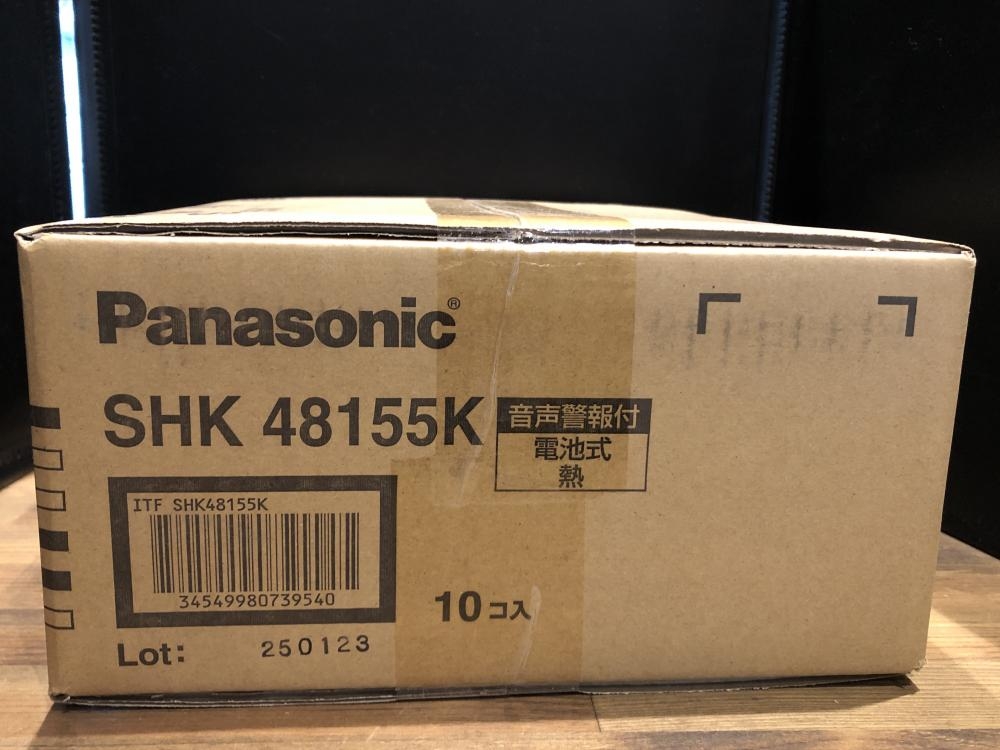 Panasonic®
SHK 48155K
音声警報付
電池式
熱
ITF SHK48155K
34549980739540
10コ入
Lot: 250123